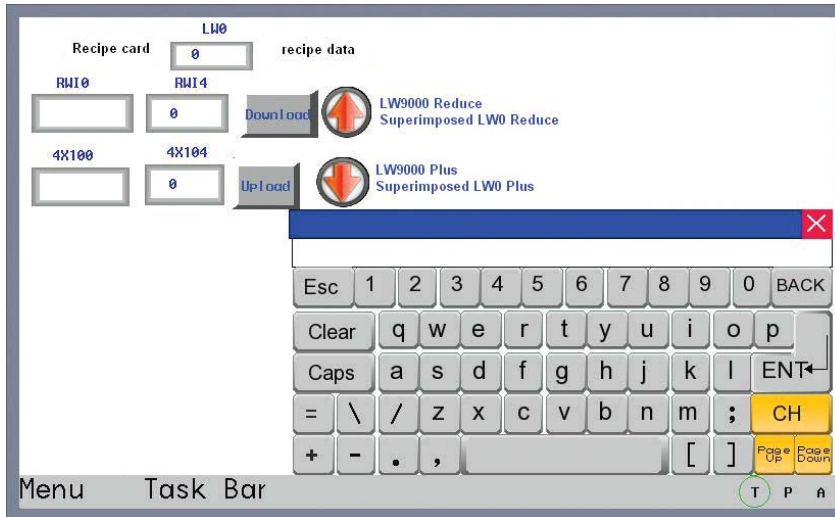 LW0
Recipe card 0 recipe data
RWI0 RWI4
0 Download
LW9000 Reduce
Superimposed LW0 Reduce
4X100 4X104
0 Upload
LW9000 Plus
Superimposed LW0 Plus
Esc 1 2 3 4 5 6 7 8 9 0 BACK
Clear q w e r t y u i o p
Caps a s d f g h j k l ENT
= \ / z x c v b n m ; CH
+ - . , [ ] Page Up Page Down
Menu Task Bar T P A